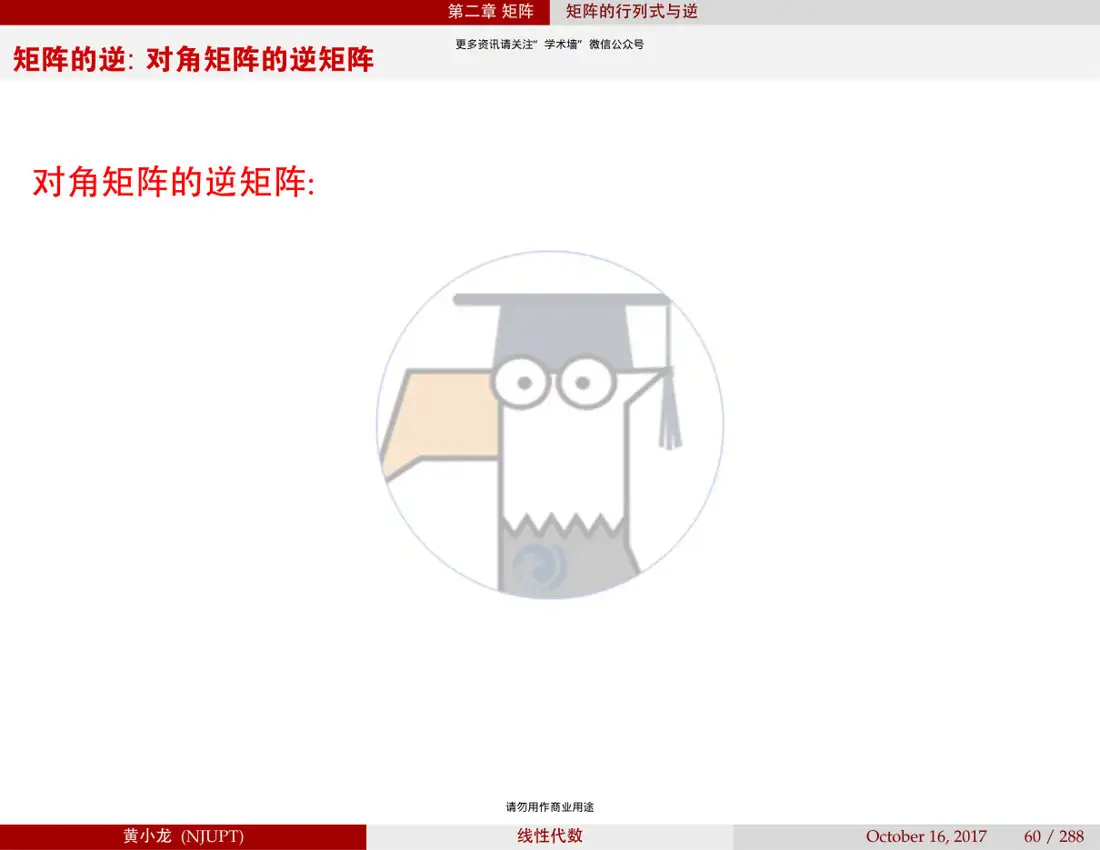 第二章 矩阵 矩阵的行列式与逆
更多资讯请关注“学术墙”微信公众号
矩阵的逆: 对角矩阵的逆矩阵
对角矩阵的逆矩阵:
请勿用作商业用途
黄小龙 (NJUPT) 线性代数 October 16, 2017 60 / 288